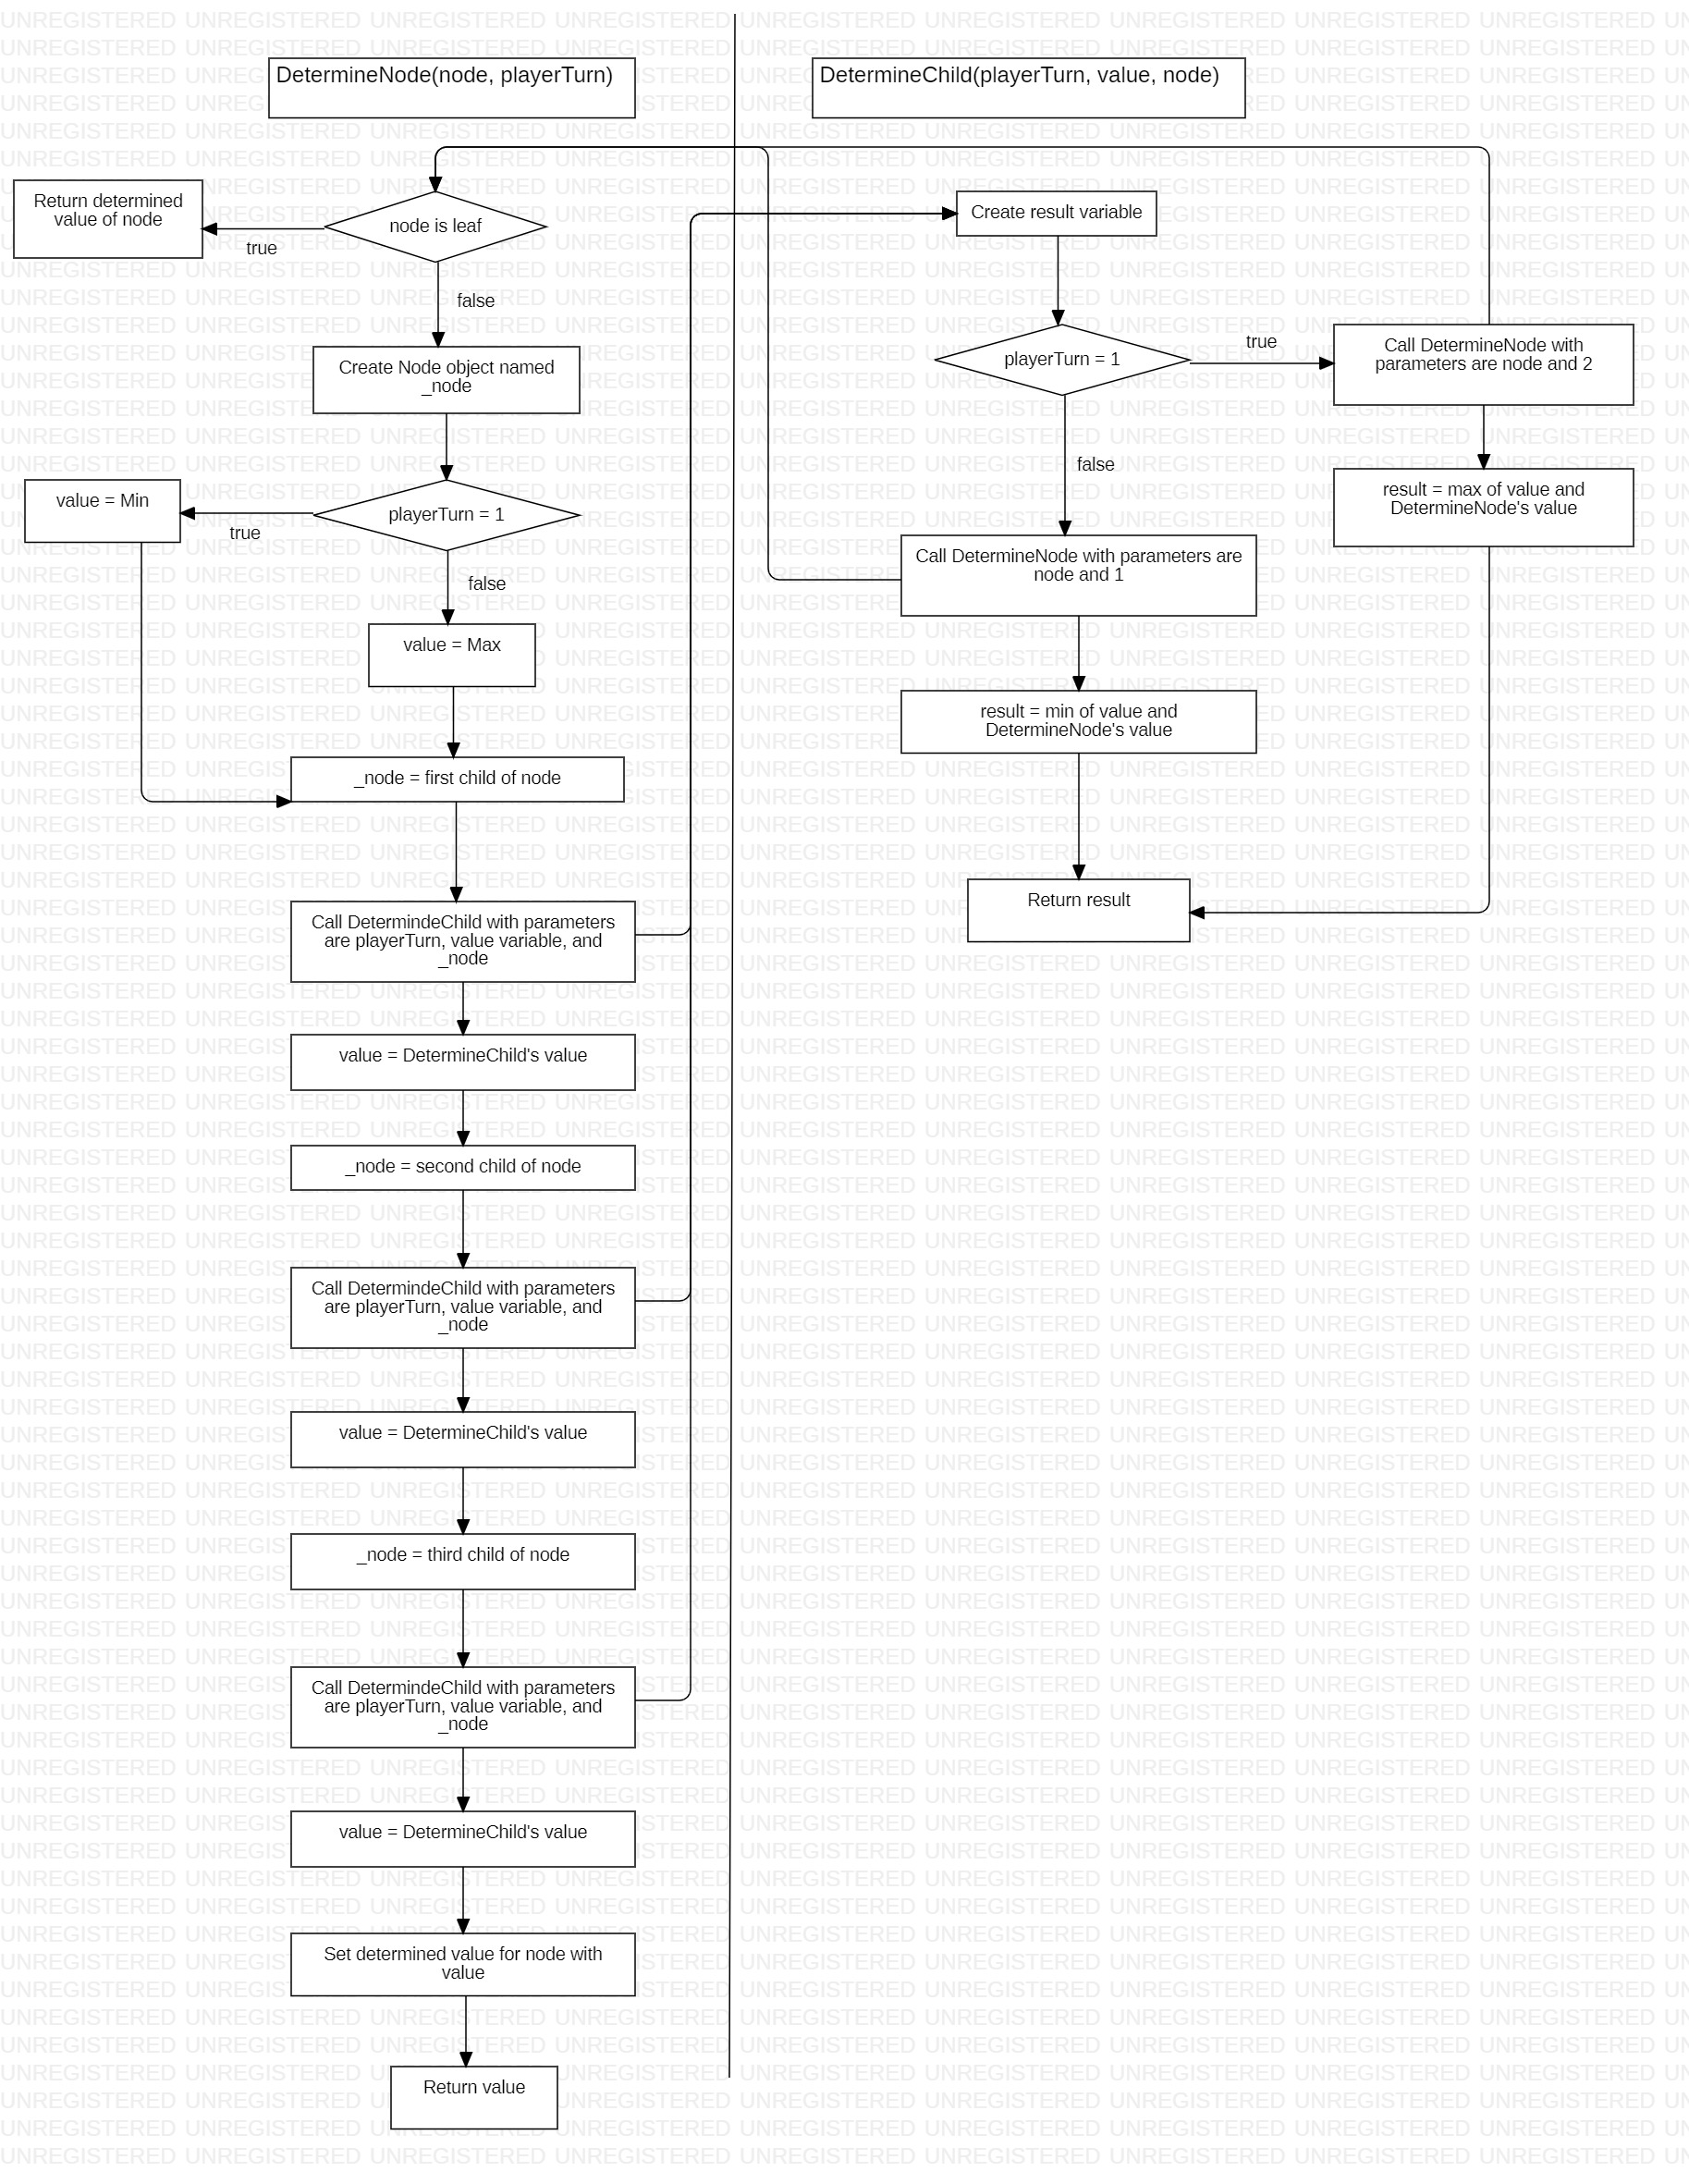 DetermineNode(node, playerTurn)
Return determined
value of node
node is leaf
true
false
Create Node object named
_node
value = Min
playerTurn = 1
true
false
value = Max
_node = first child of node
Call DetermindeChild with parameters
are playerTurn, value variable, and
_node
value = DetermineChild's value
_node = second child of node
Call DetermindeChild with parameters
are playerTurn, value variable, and
_node
value = DetermineChild's value
_node = third child of node
Call DetermindeChild with parameters
are playerTurn, value variable, and
_node
value = DetermineChild's value
Set determined value for node with
value
Return value
DetermineChild(playerTurn, value, node)
Create result variable
playerTurn = 1
true
Call DetermineNode with
parameters are node and 2
false
result = max of value and
DetermineNode's value
Call DetermineNode with parameters are
node and 1
result = min of value and
DetermineNode's value
Return result
UNREGISTERED